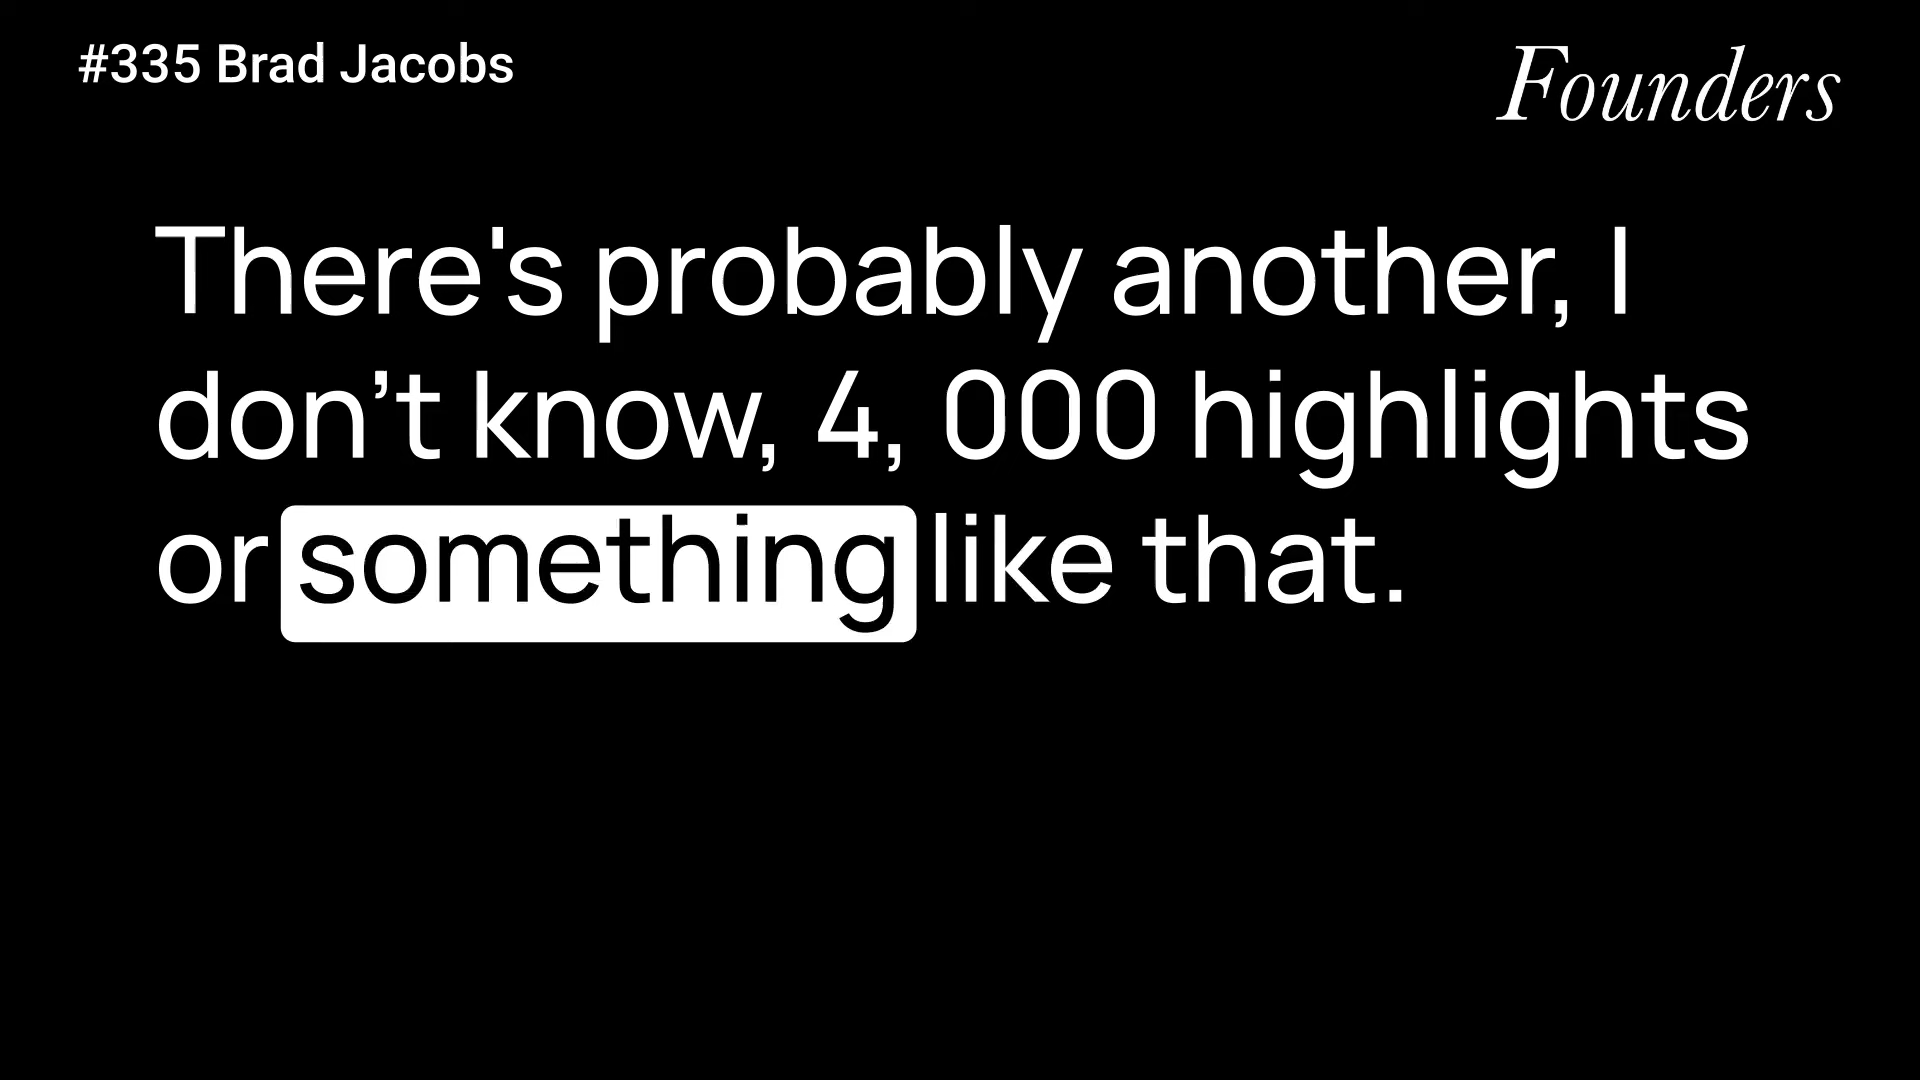 #335 Brad Jacobs
Founders
There's probably another, I
don’t know, 4, 000 highlights
or something like that.